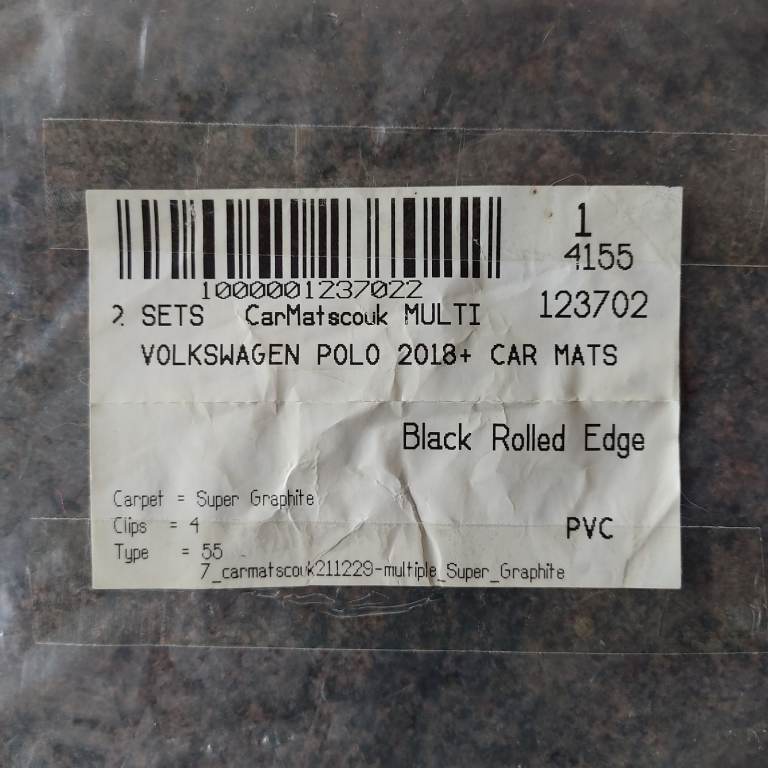 1
4155
1000001237022
123702
2 SETS CarMatscouk MULTI
VOLKSWAGEN POLO 2018+ CAR MATS
Black Rolled Edge
Carpet = Super Graphite
Clips = 4
PVC
Type = 55
7_carmatscouk211229-multiple_Super_Graphite